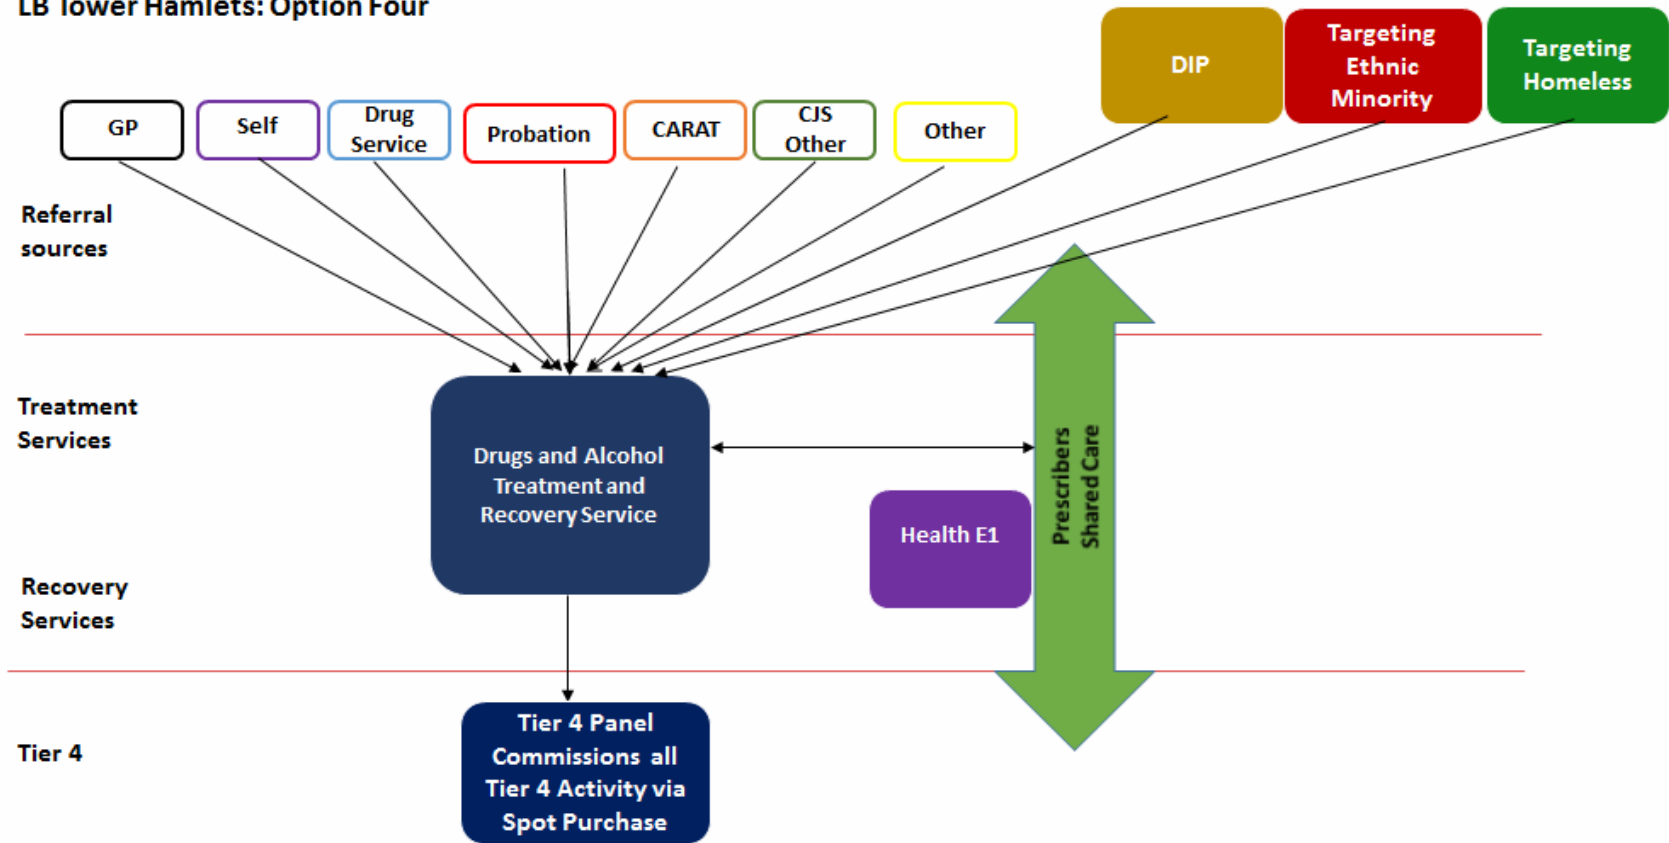 LB Tower Hamlets: Option Four
GP
Self
Drug
Service
Probation
CARAT
CJS
Other
Other
DIP
Targeting
Ethnic
Minority
Targeting
Homeless
Referral
sources
Treatment
Services
Drugs and Alcohol
Treatment and
Recovery Service
Prescribers
Shared Care
Health E1
Recovery
Services
Tier 4
Tier 4 Panel
Commissions all
Tier 4 Activity via
Spot Purchase